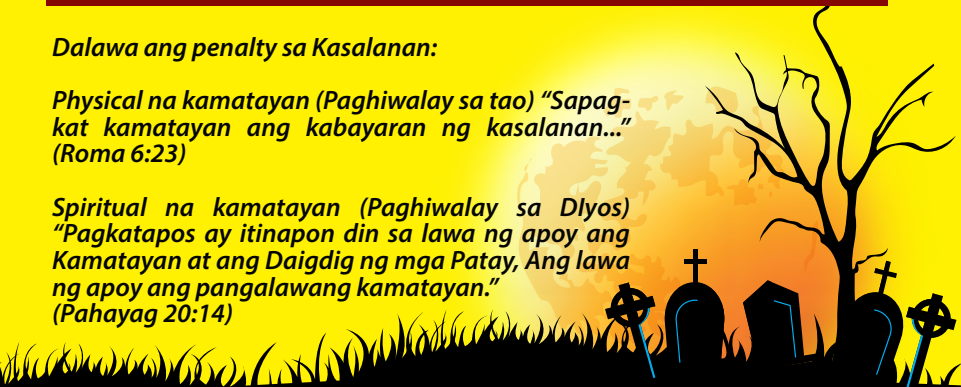 Dalawa ang penalty sa Kasalanan:
Physical na kamatayan (Paghiwalay sa tao) “Sapag-
kat kamatayan ang kabayaran ng kasalanan...”
(Roma 6:23)
Spiritual na kamatayan (Paghiwalay sa DIyos)
“Pagkatapos ay itinapon din sa lawa ng apoy ang
Kamatayan at ang Daigdig ng mga Patay, Ang lawa
ng apoy ang pangalawang kamatayan.”
(Pahayag 20:14)